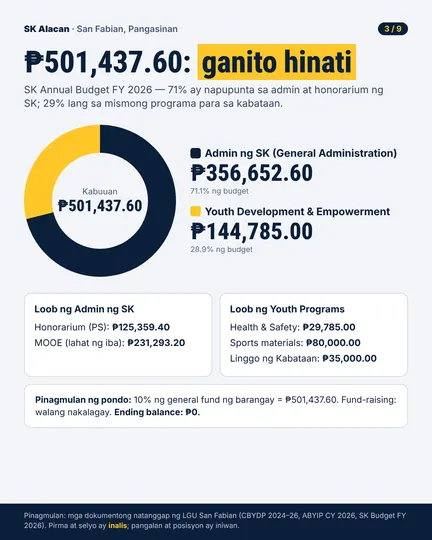 SK Alacan · San Fabian, Pangasinan
3 / 9
₱501,437.60: ganito hinati
SK Annual Budget FY 2026 — 71% ay napupunta sa admin at honorarium ng
SK; 29% lang sa mismong programa para sa kabataan.
Kabuuan
₱501,437.60
Admin ng SK (General Administration)
₱356,652.60
71.1% ng budget
Youth Development & Empowerment
₱144,785.00
28.9% ng budget
Loob ng Admin ng SK
Honorarium (PS): ₱125,359.40
MOOE (lahat ng iba): ₱231,293.20
Loob ng Youth Programs
Health & Safety: ₱29,785.00
Sports materials: ₱80,000.00
Linggo ng Kabataan: ₱35,000.00
Pinagmulan ng pondo: 10% ng general fund ng barangay = ₱501,437.60. Fund-raising:
walang nakalagay. Ending balance: ₱0.
Pinagmulan: mga dokumentong natanggap ng LGU San Fabian (CBYDP 2024–26, ABYIP CY 2026, SK Budget FY
2026). Pirma at selyo ay inalis; pangalan at posisyon ay iniwan.